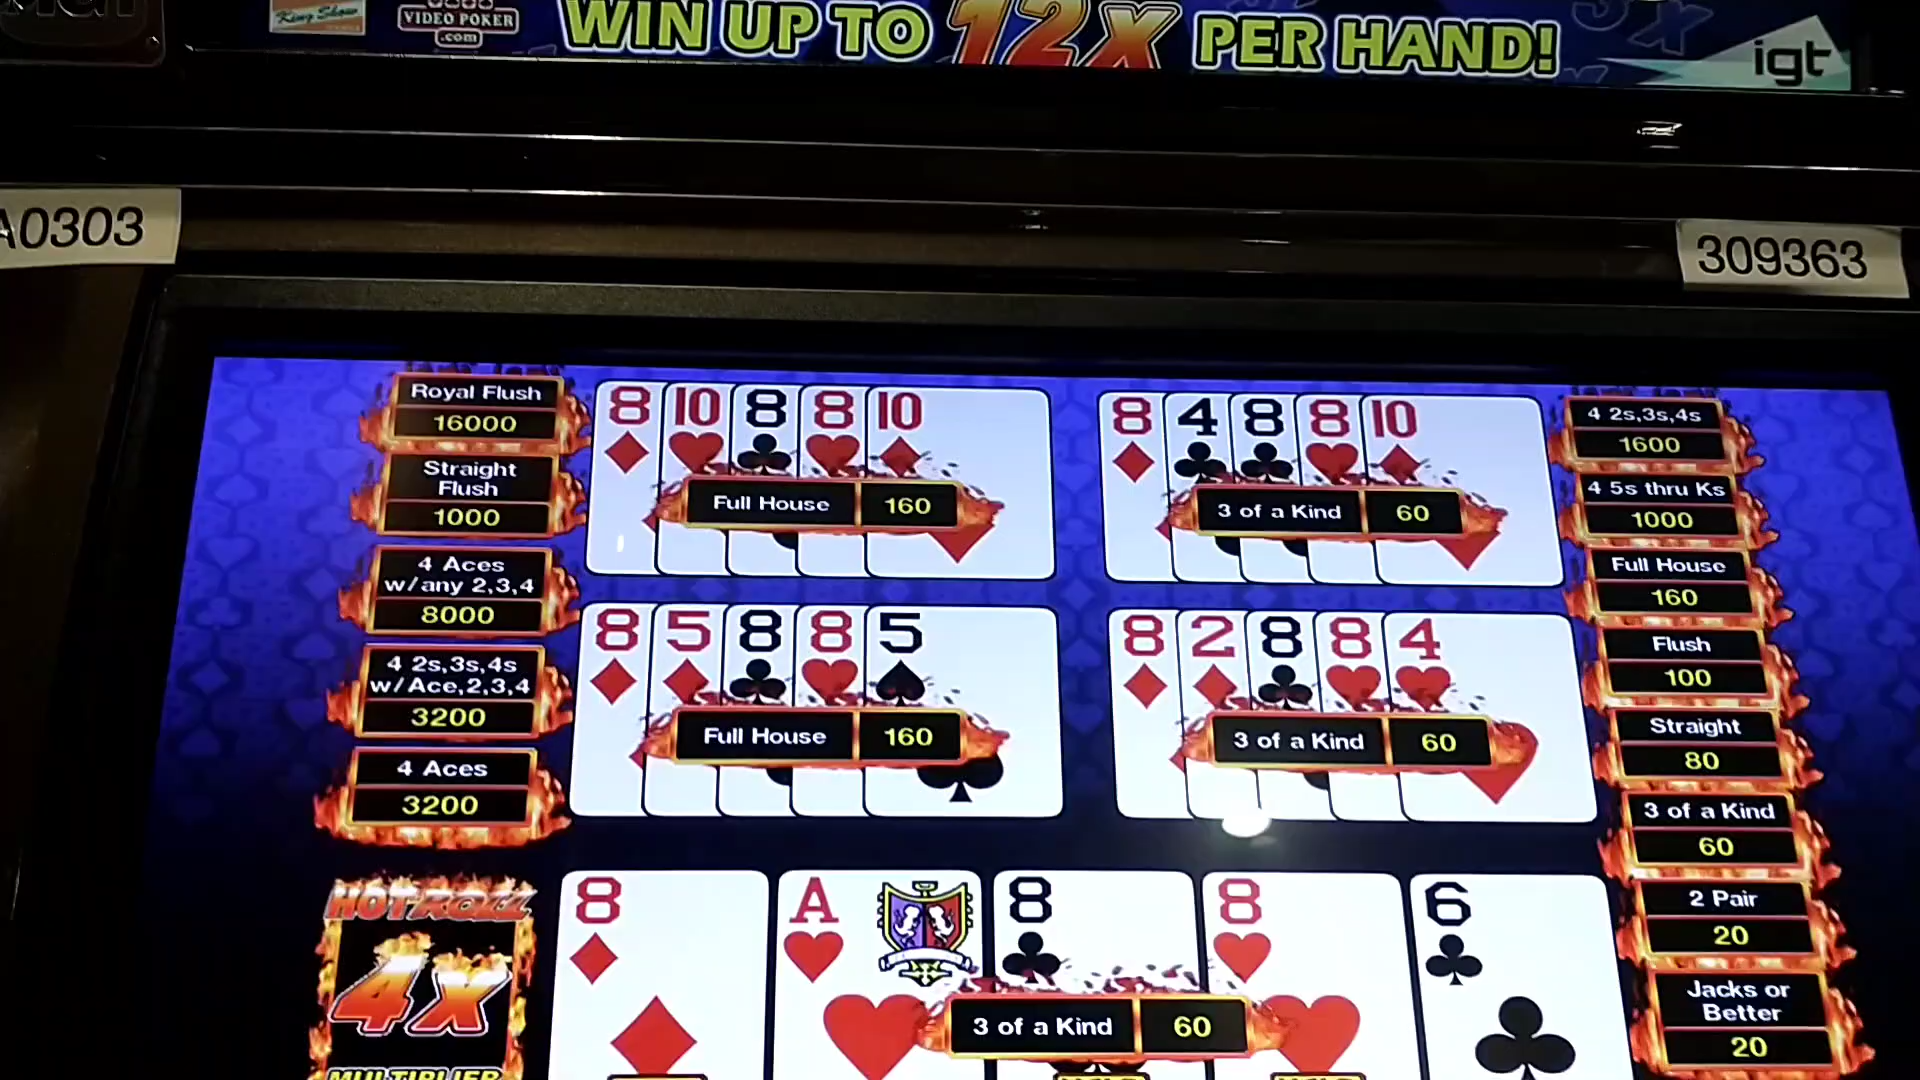 King Show
VIDEO POKER
.com
WIN UP TO 12X PER HAND!
igt
A0303
309363
Royal Flush
16000
Straight
Flush
1000
4 Aces
w/any 2,3,4
8000
4 2s,3s,4s
w/Ace,2,3,4
3200
4 Aces
3200
8 10 8 8 10
Full House 160
8 4 8 8 10
3 of a Kind 60
8 5 8 8 5
Full House 160
8 2 8 8 4
3 of a Kind 60
4 2s,3s,4s
1600
4 5s thru Ks
1000
Full House
160
Flush
100
Straight
80
3 of a Kind
60
2 Pair
20
Jacks or
Better
20
HOT ROLL
4X
MULTIPLIER
8 A 8 8 6
3 of a Kind 60